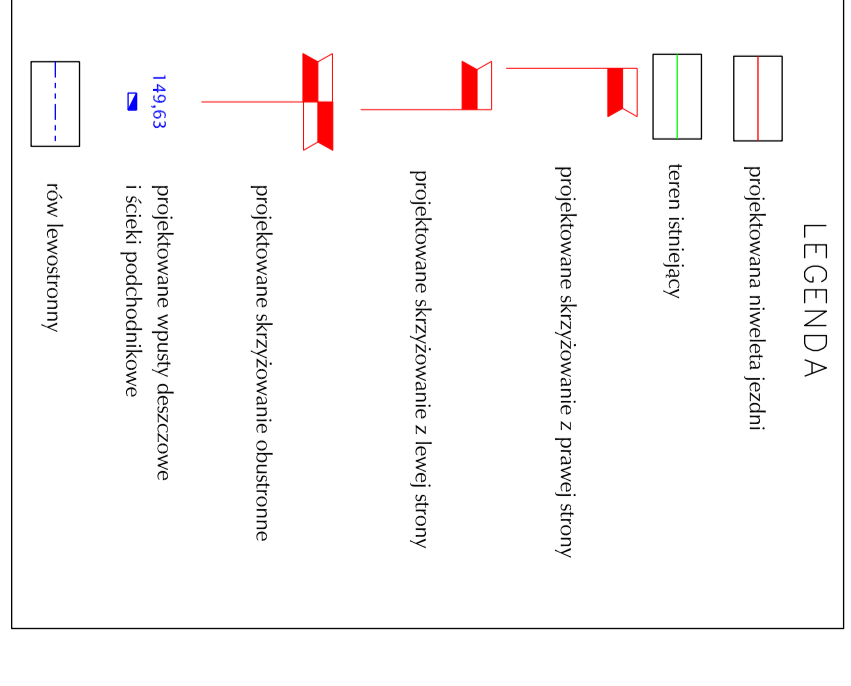 LEGENDA
projektowana niweleta jezdni
teren istniejący
projektowane skrzyżowanie z prawej strony
projektowane skrzyżowanie z lewej strony
projektowane skrzyżowanie obustronne
149,63
projektowane wpusty deszczowe
i ścieki podchodnikowe
rów lewostronny